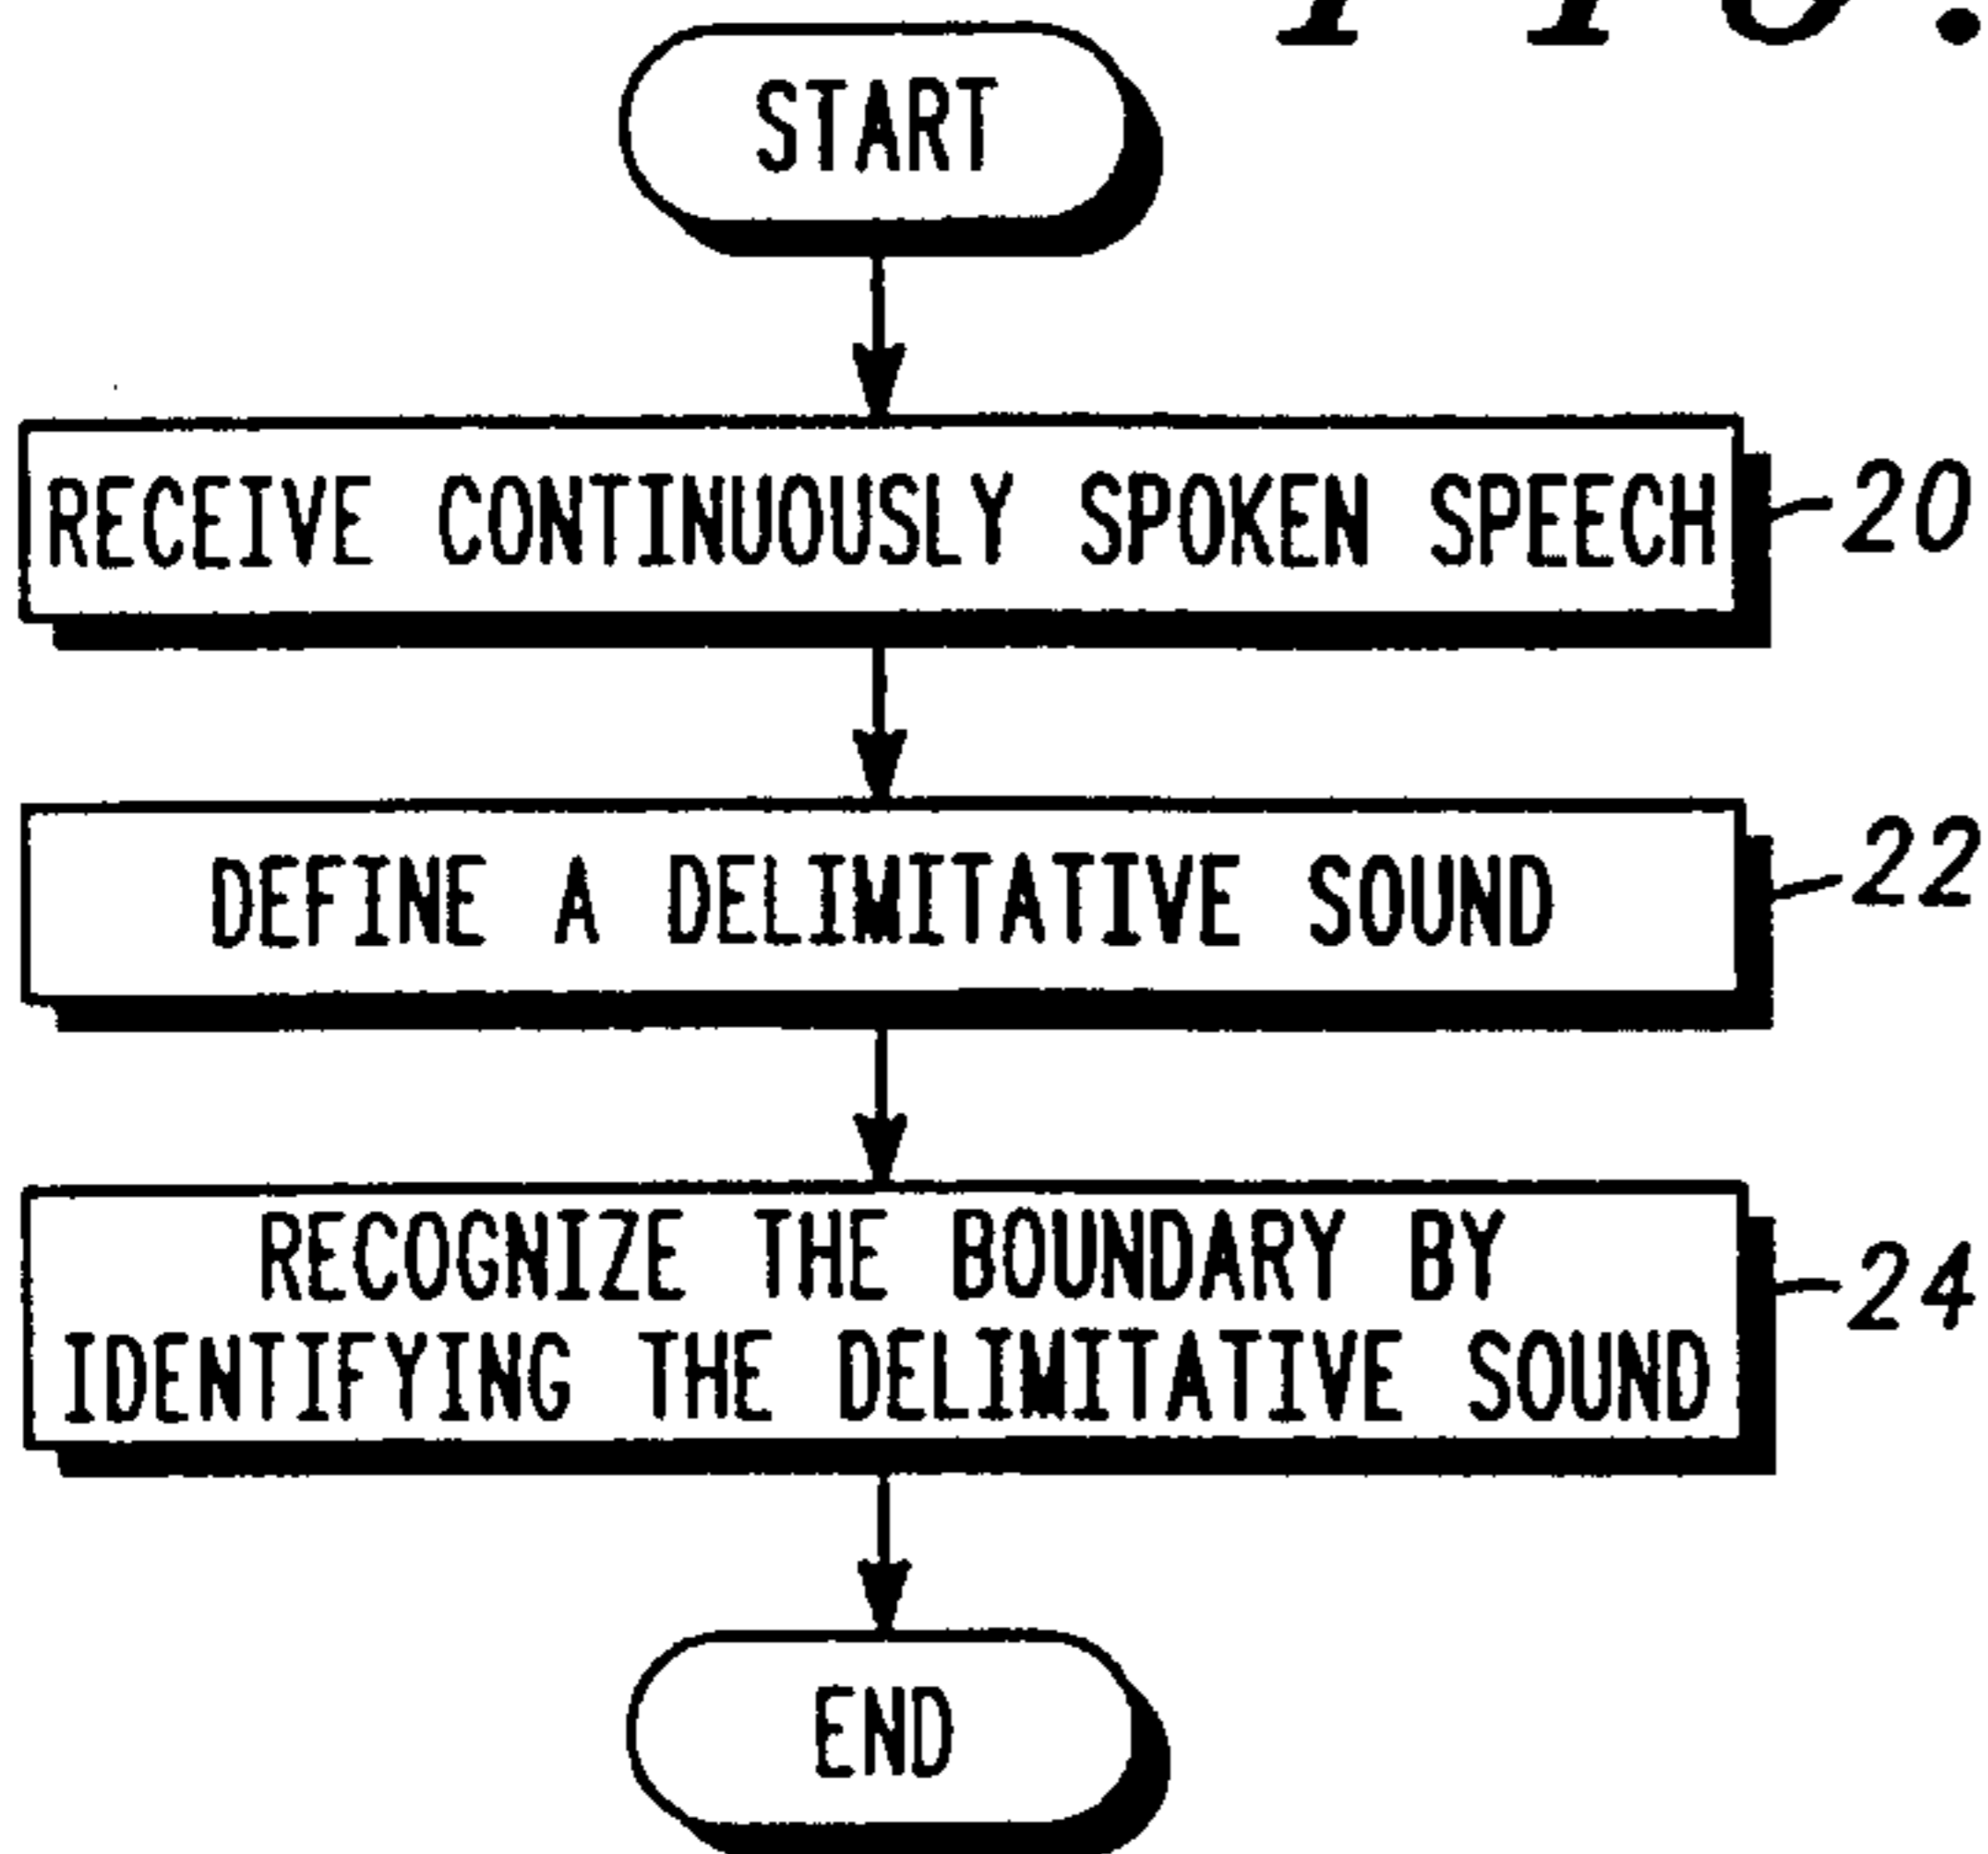 FIG.
START
RECEIVE CONTINUOUSLY SPOKEN SPEECH
20
DEFINE A DELIMITATIVE SOUND
22
RECOGNIZE THE BOUNDARY BY
IDENTIFYING THE DELIMITATIVE SOUND
24
END